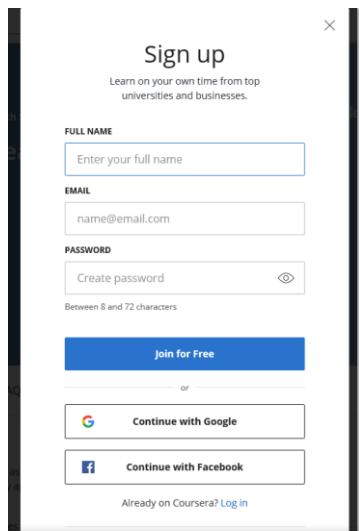 Sign up
Learn on your own time from top
universities and businesses.
FULL NAME
Enter your full name
EMAIL
name@email.com
PASSWORD
Create password
Between 8 and 72 characters
Join for Free
or
Continue with Google
Continue with Facebook
Already on Coursera? Log in